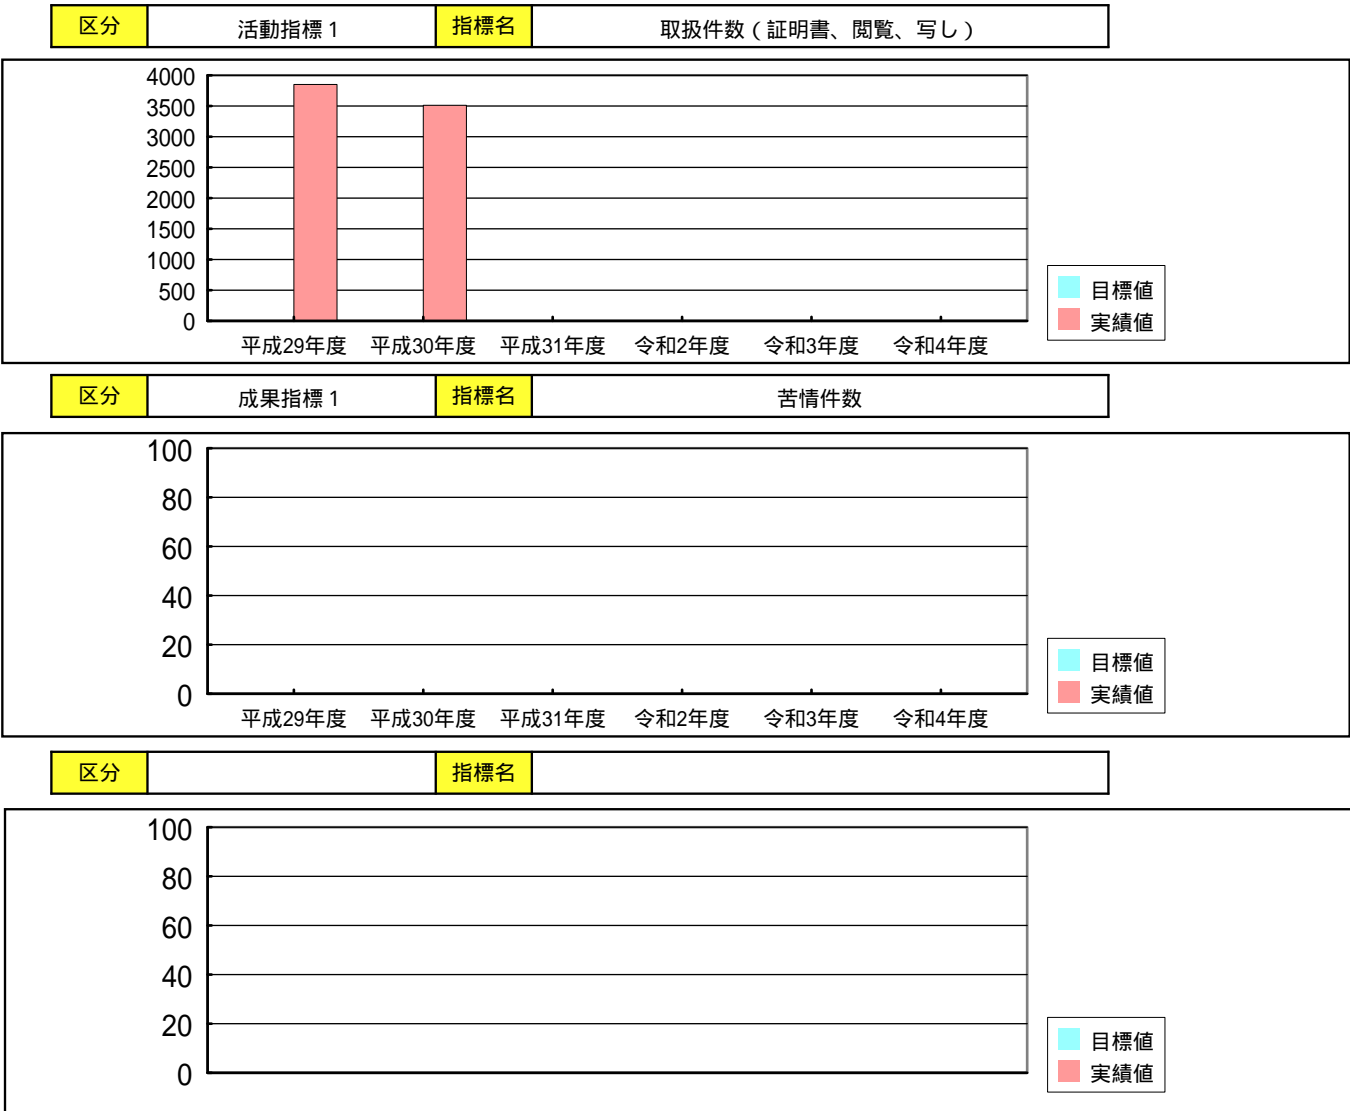 区分 活動指標１ 指標名 取扱件数（証明書、閲覧、写し）
4000
3500
3000
2500
2000
1500
1000
500
0
平成29年度 平成30年度 平成31年度 令和2年度 令和3年度 令和4年度
目標値
実績値
区分 成果指標１ 指標名 苦情件数
100
80
60
40
20
0
平成29年度 平成30年度 平成31年度 令和2年度 令和3年度 令和4年度
目標値
実績値
区分 指標名
100
80
60
40
20
0
目標値
実績値